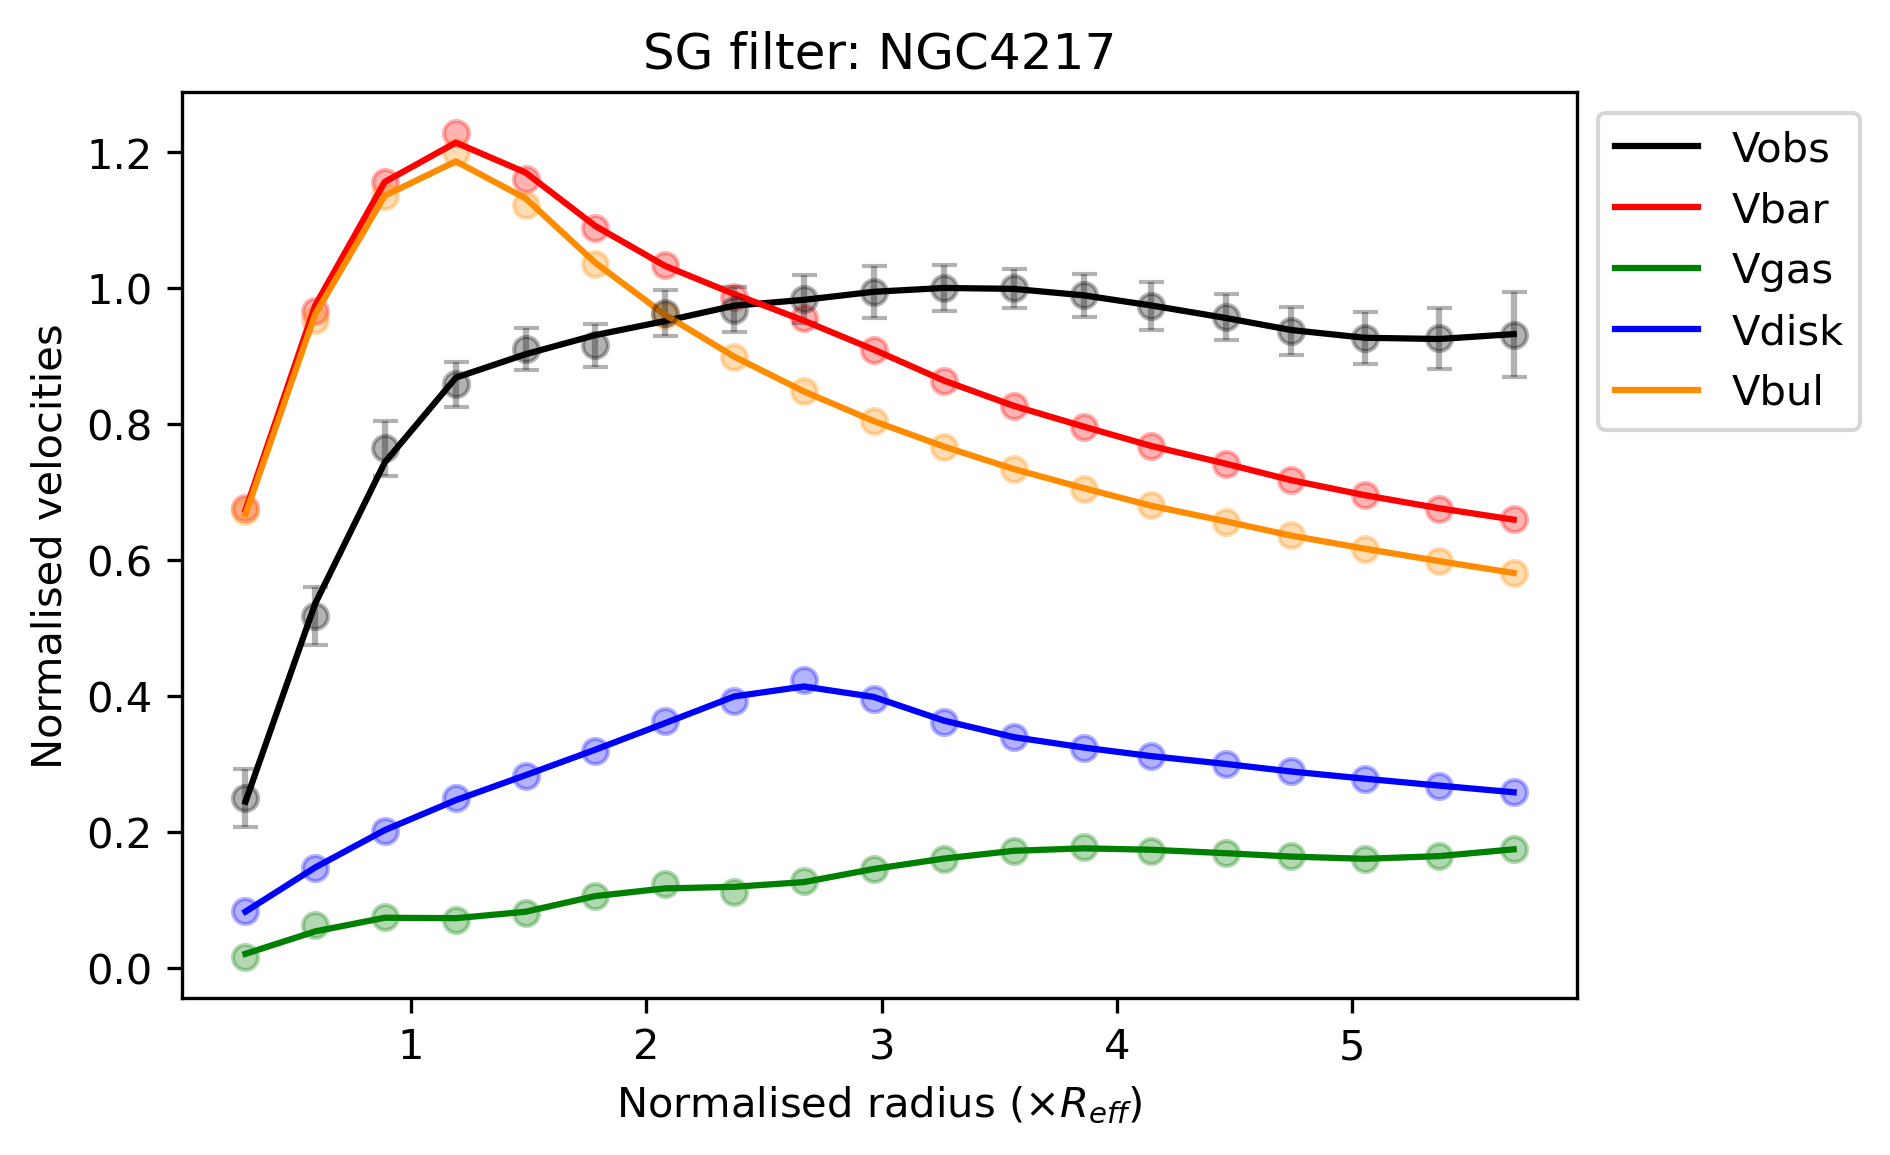 SG filter: NGC4217
Normalised velocities
1.2
1.0
0.8
0.6
0.4
0.2
0.0
1 2 3 4 5
Normalised radius (×R_eff)
Vobs
Vbar
Vgas
Vdisk
Vbul